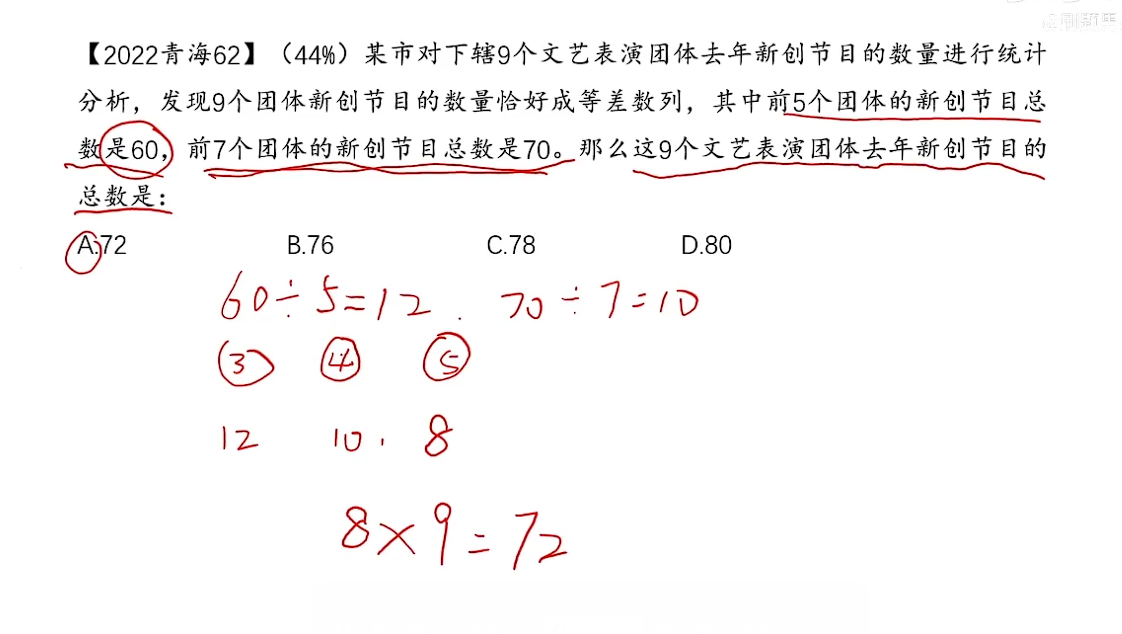 【2022青海62】（44%）某市对下辖9个文艺表演团体去年新创节目的数量进行统计
分析，发现9个团体新创节目的数量恰好成等差数列，其中前5个团体的新创节目总
数是60，前7个团体的新创节目总数是70。那么这9个文艺表演团体去年新创节目的
总数是：
A.72 B.76 C.78 D.80
60÷5=12. 70÷7=10
③ ④ ⑤
12 10. 8
8×9=72